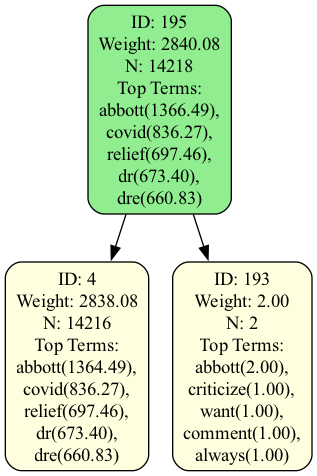 ID: 195
Weight: 2840.08
N: 14218
Top Terms:
abbott(1366.49),
covid(836.27),
relief(697.46),
dr(673.40),
dre(660.83)
ID: 4
Weight: 2838.08
N: 14216
Top Terms:
abbott(1364.49),
covid(836.27),
relief(697.46),
dr(673.40),
dre(660.83)
ID: 193
Weight: 2.00
N: 2
Top Terms:
abbott(2.00),
criticize(1.00),
want(1.00),
comment(1.00),
always(1.00)